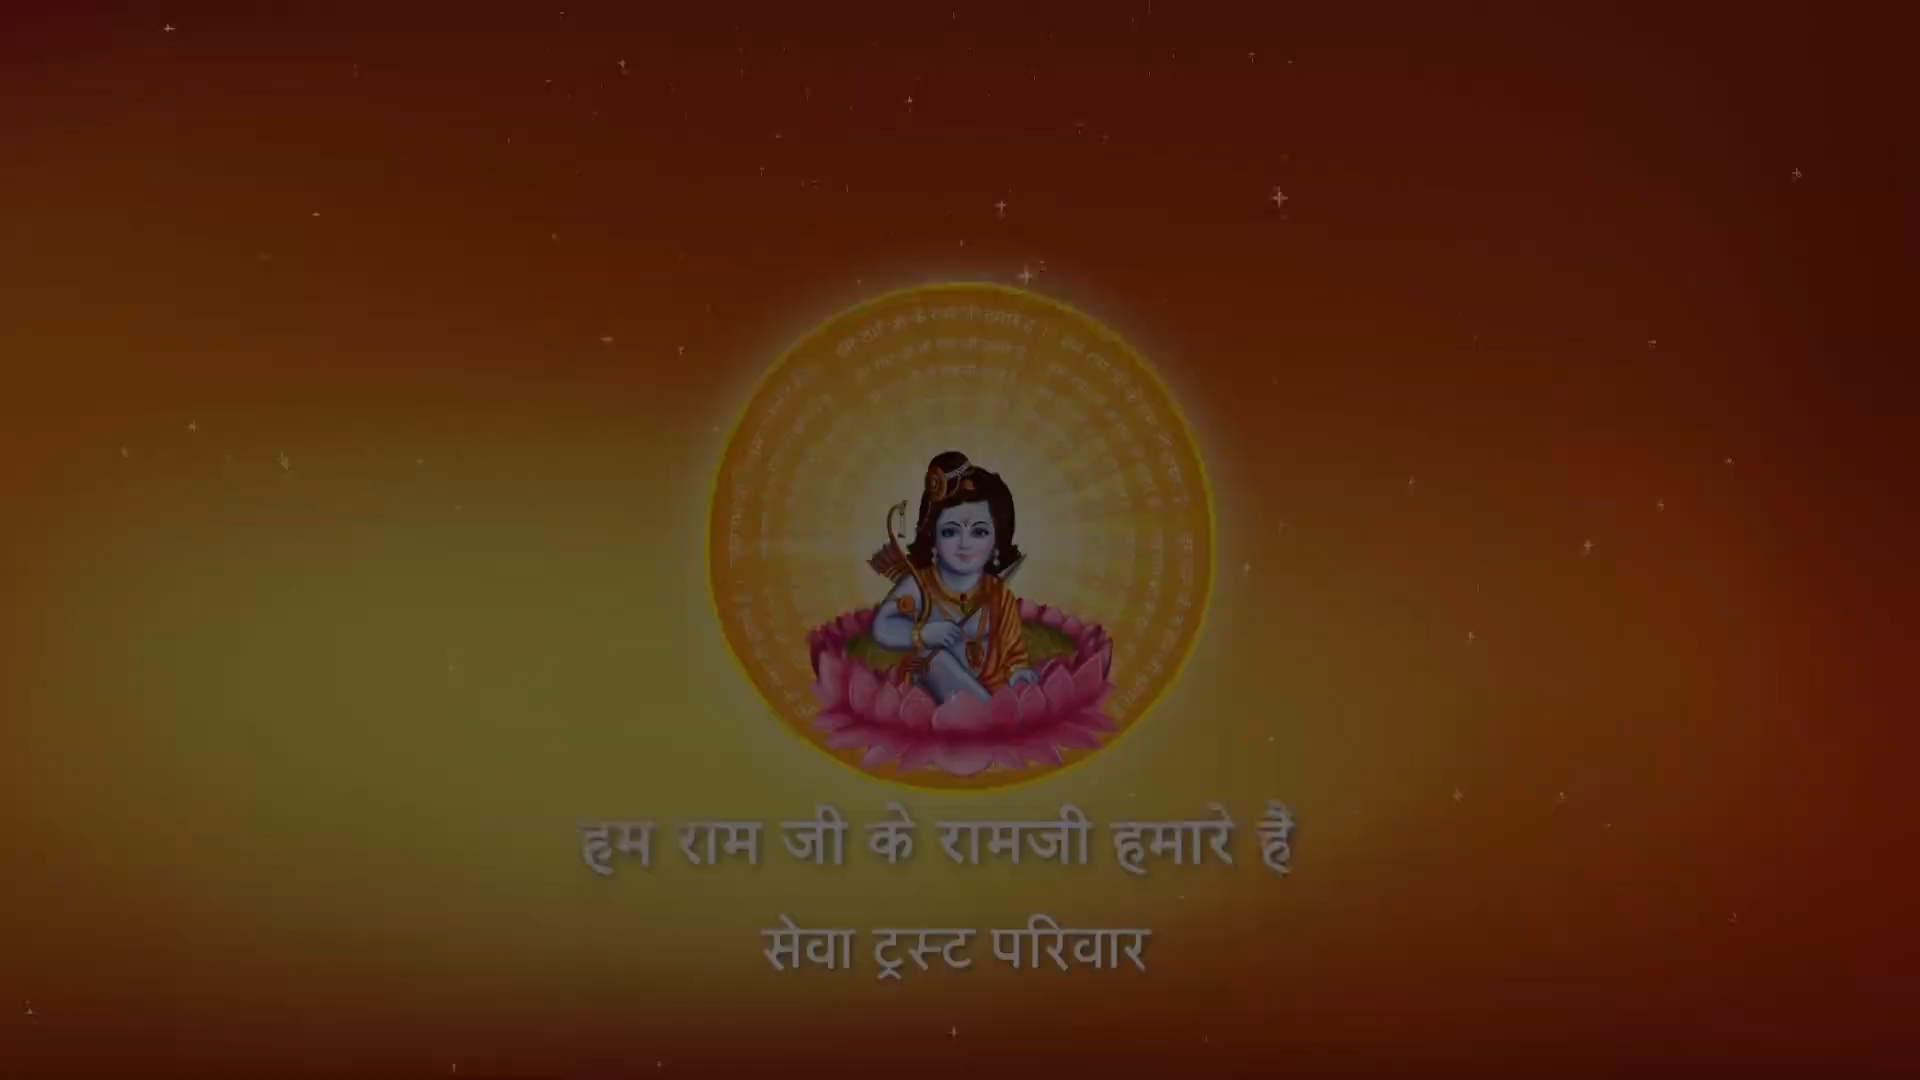 हम राम जी के रामजी हमारे हैं
सेवा ट्रस्ट परिवार